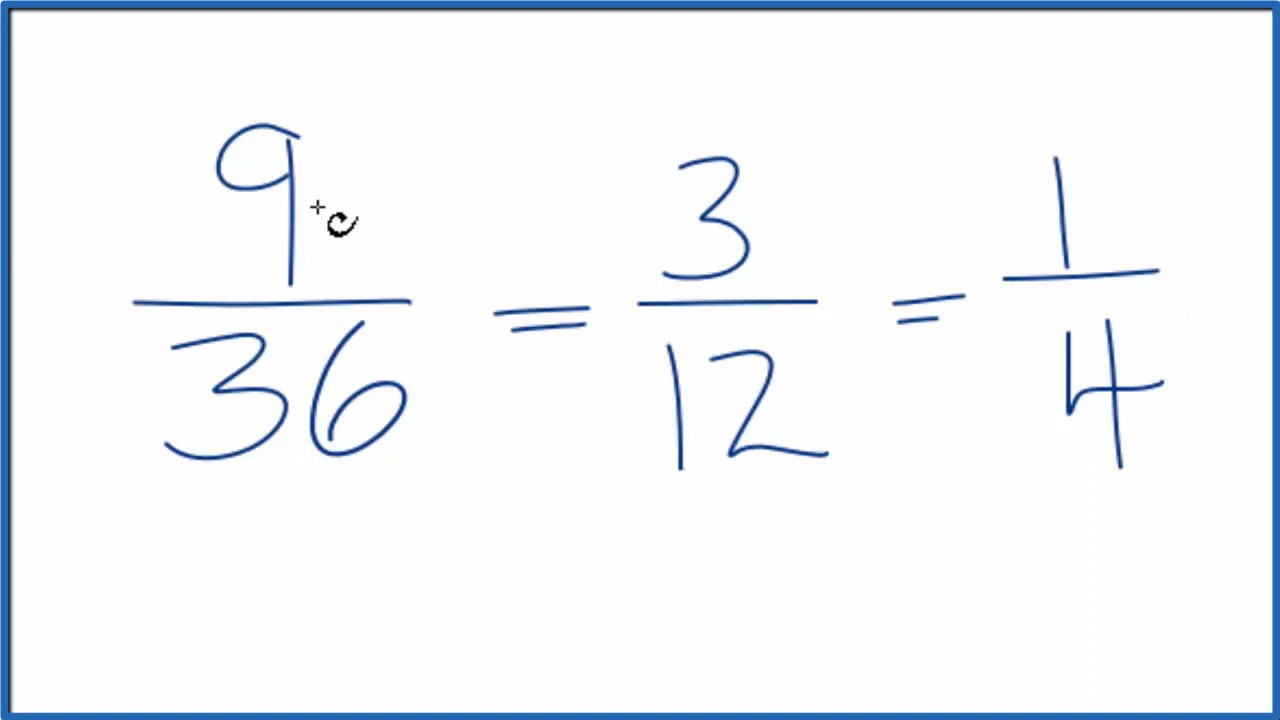 9/36 = 3/12 = 1/4